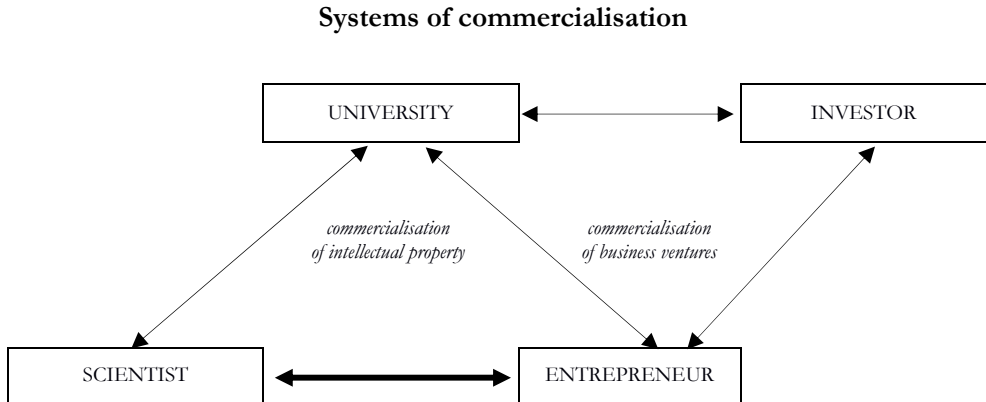 Systems of commercialisation
UNIVERSITY
INVESTOR
commercialisation
of intellectual property
commercialisation
of business ventures
SCIENTIST
ENTREPRENEUR